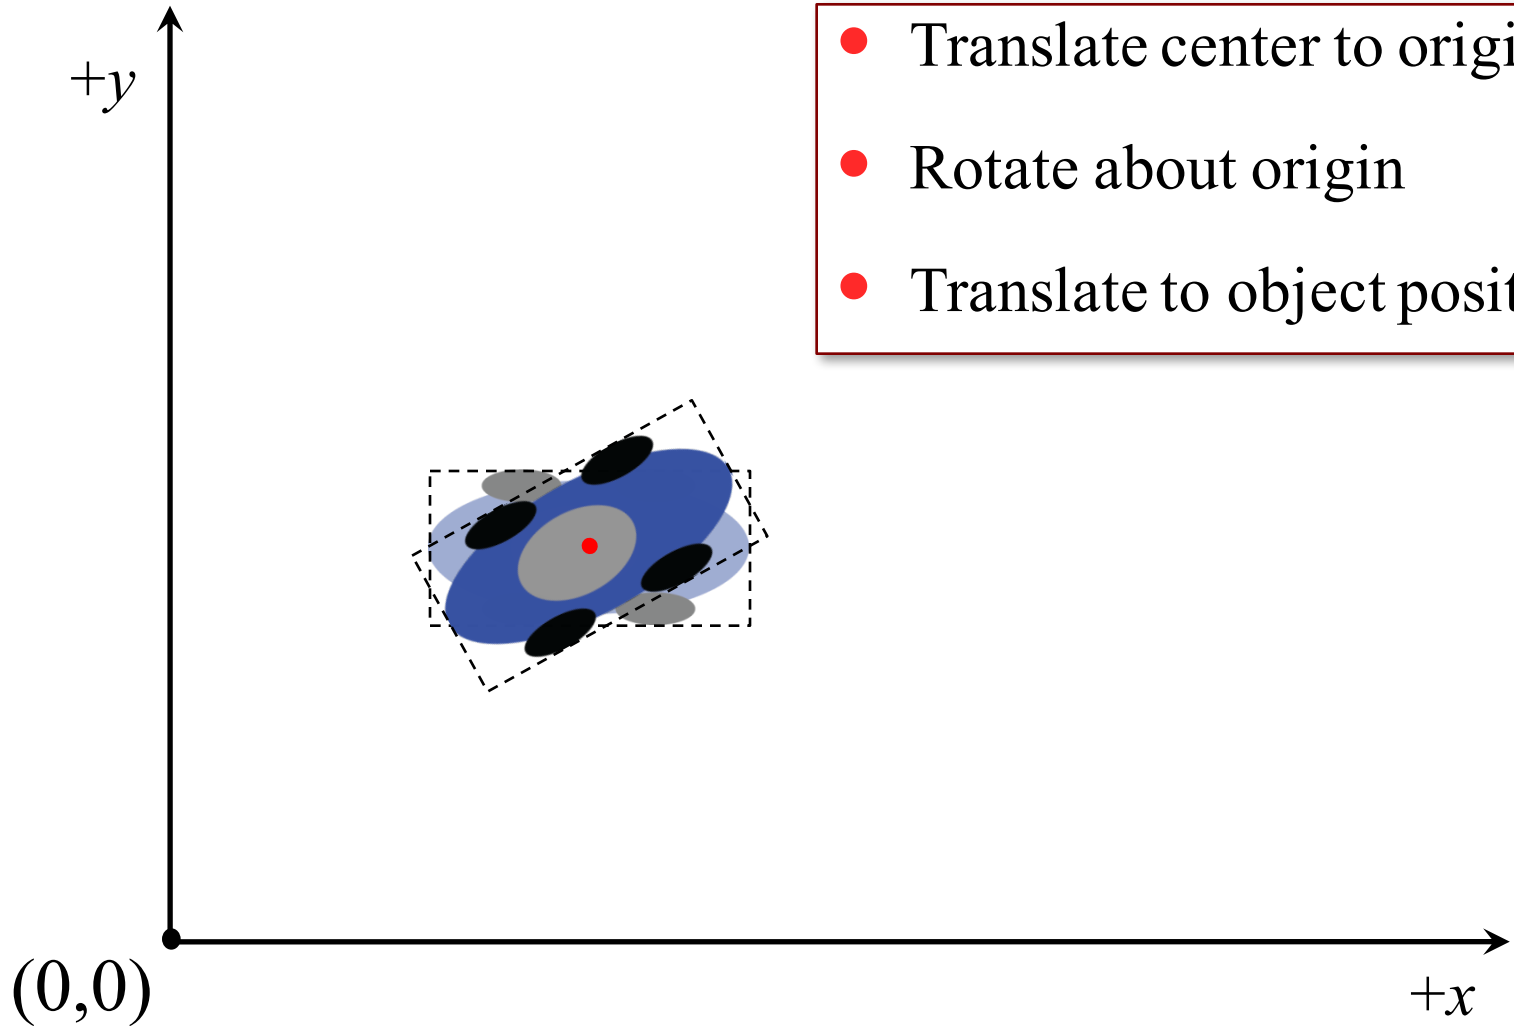 +y
• Translate center to origi
• Rotate about origin
• Translate to object posit
(0,0)
+x